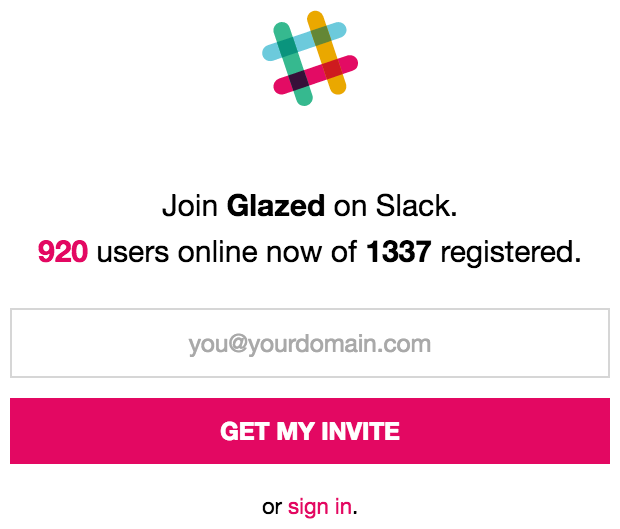 Join Glazed on Slack.
920 users online now of 1337 registered.
you@yourdomain.com
GET MY INVITE
or sign in.